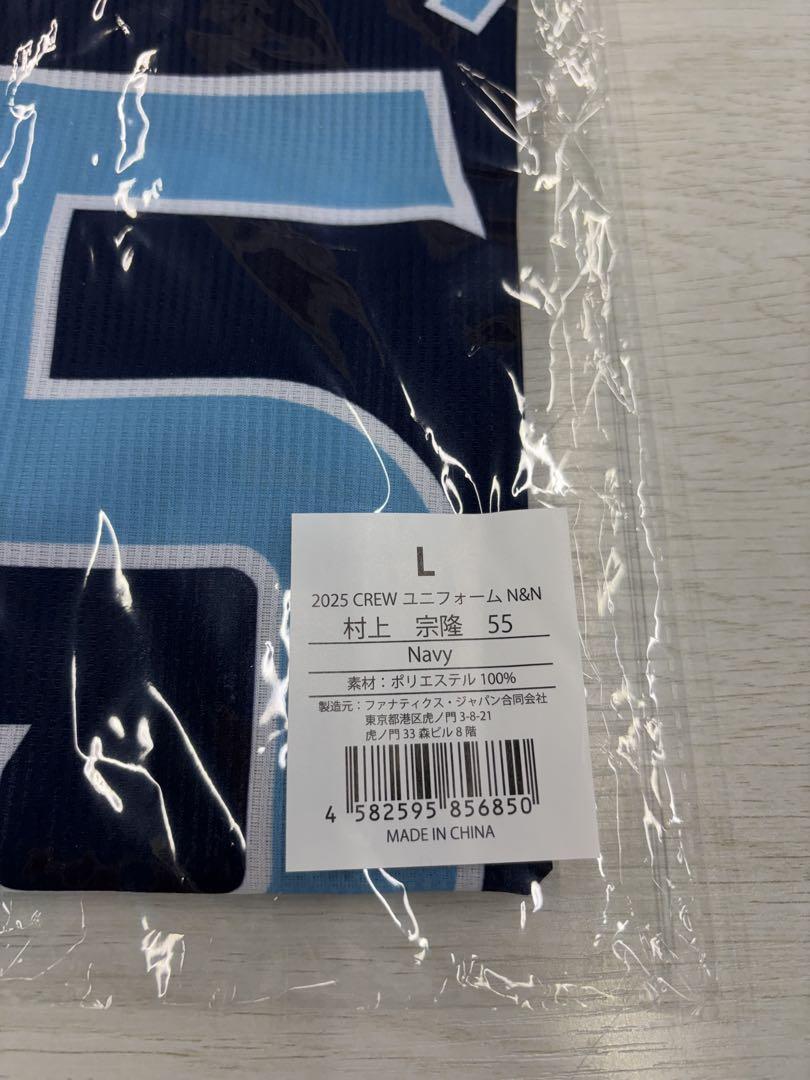 L
2025 CREW ユニフォーム N&N
村上 宗隆 55
Navy
素材：ポリエステル 100%
製造元：ファナティクス・ジャパン合同会社
東京都港区虎ノ門 3-8-21
虎ノ門 33 森ビル 8 階
4 582595 856850
MADE IN CHINA